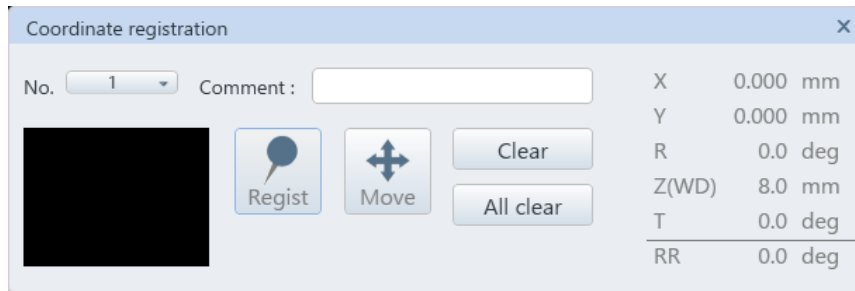 Coordinate registration
No. 1 Comment :
Regist
Move
Clear
All clear
X 0.000 mm
Y 0.000 mm
R 0.0 deg
Z(WD) 8.0 mm
T 0.0 deg
RR 0.0 deg